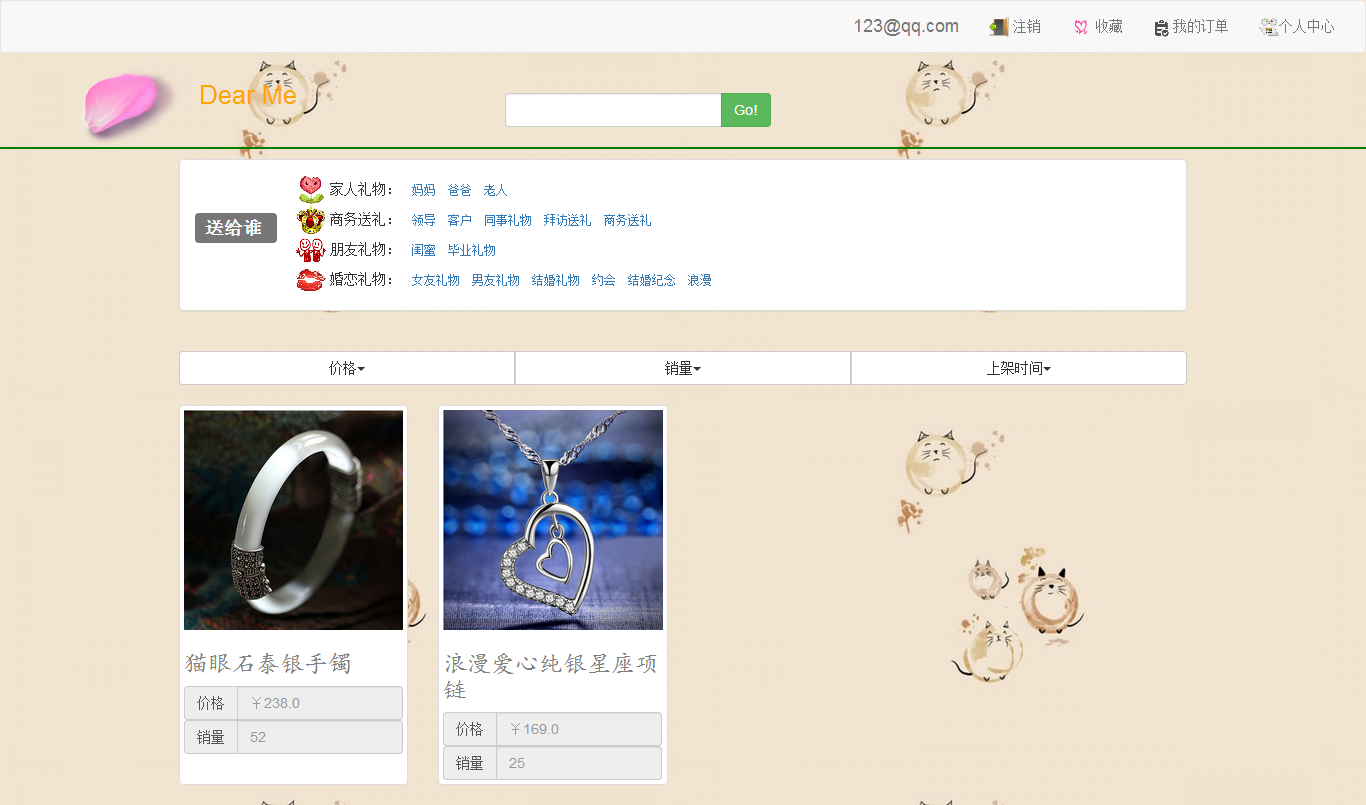 123@qq.com 注销 收藏 我的订单 个人中心
Dear Me
Go!
送给谁
家人礼物： 妈妈 爸爸 老人
商务送礼： 领导 客户 同事礼物 拜访送礼 商务送礼
朋友礼物： 闺蜜 毕业礼物
婚恋礼物： 女友礼物 男友礼物 结婚礼物 约会 结婚纪念 浪漫
价格 销量 上架时间
猫眼石泰银手镯
价格 ￥238.0
销量 52
浪漫爱心纯银星座项
链
价格 ￥169.0
销量 25